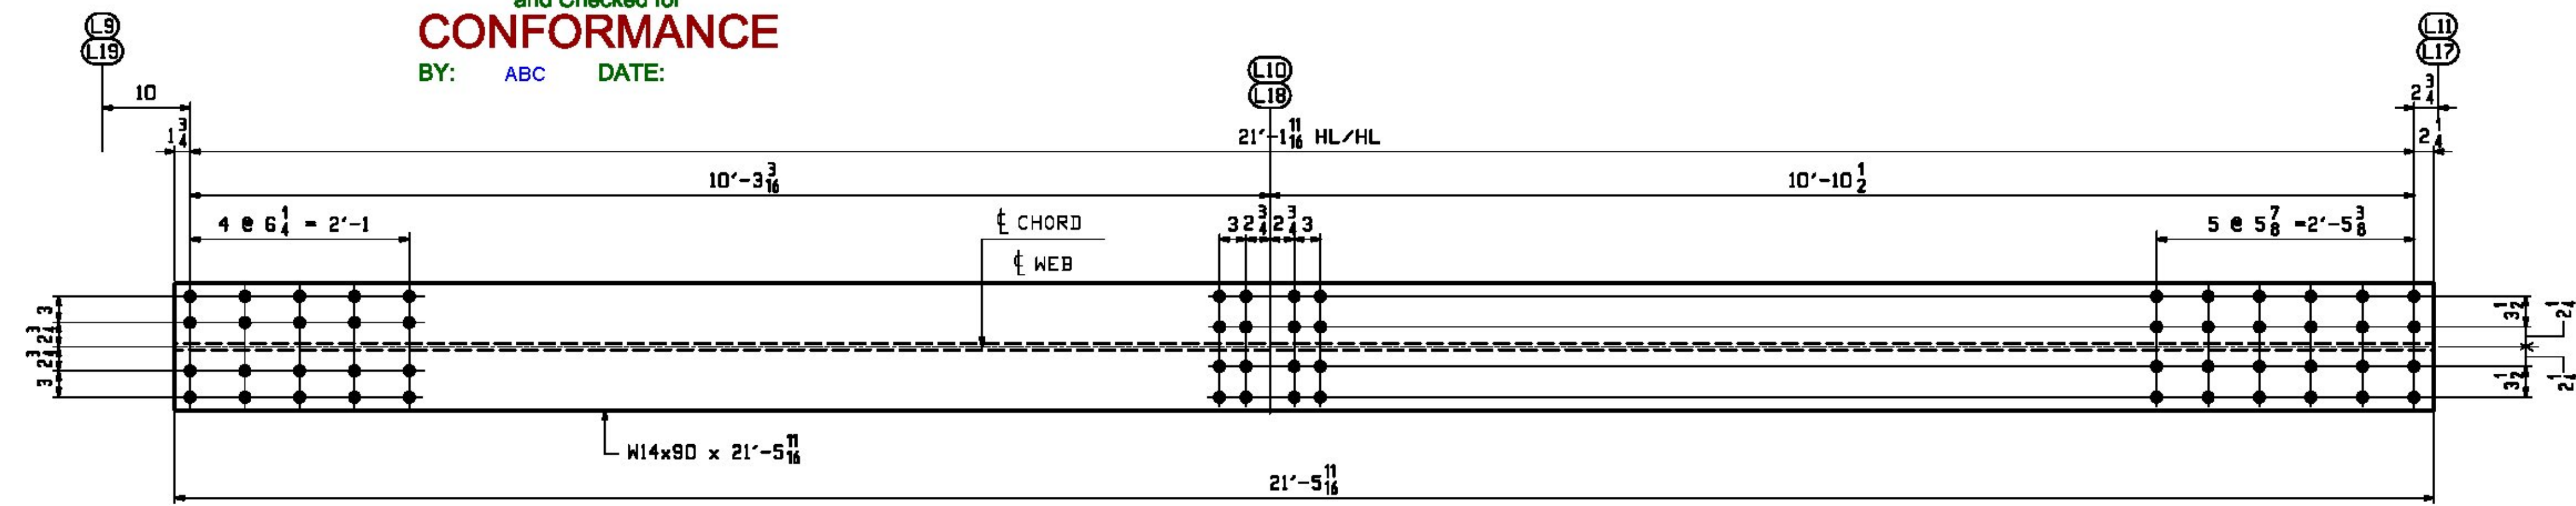 and Checked for
CONFORMANCE
BY: ABC DATE:
L9
L19
L10
L18
L11
L17
10
2 3/4
1 3/4
21'-1 11/16 HL/HL
2 1/4
10'-3 3/16
10'-10 1/2
4 @ 6 1/4 = 2'-1
℄ CHORD
℄ WEB
3 2 3/4 2 3/4 3
5 @ 5 7/8 =2'-5 3/8
3
2 3/4
2 3/4
3
3 1/2
2 1/4
2 1/4
3 1/2
W14x90 x 21'-5 11/16
21'-5 11/16